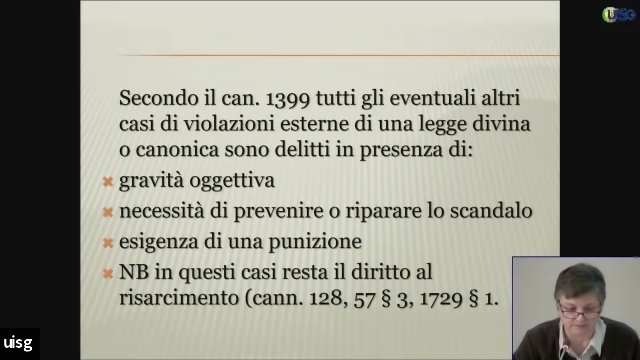 UISG
Secondo il can. 1399 tutti gli eventuali altri
casi di violazioni esterne di una legge divina
o canonica sono delitti in presenza di:
gravità oggettiva
necessità di prevenire o riparare lo scandalo
esigenza di una punizione
NB in questi casi resta il diritto al
risarcimento (cann. 128, 57 § 3, 1729 § 1.
uisg